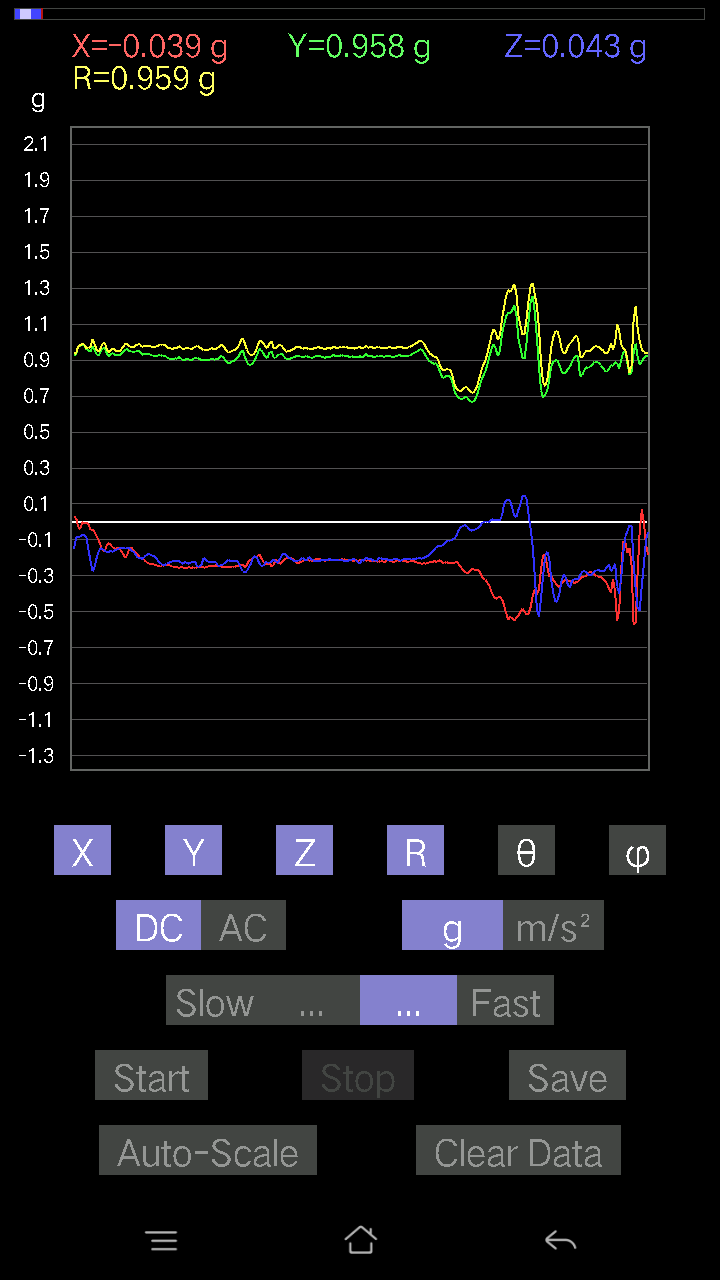 X=-0.039 g Y=0.958 g Z=0.043 g
R=0.959 g
g
2.1
1.9
1.7
1.5
1.3
1.1
0.9
0.7
0.5
0.3
0.1
-0.1
-0.3
-0.5
-0.7
-0.9
-1.1
-1.3
X Y Z R θ φ
DC AC g m/s²
Slow ... ... Fast
Start Stop Save
Auto-Scale Clear Data